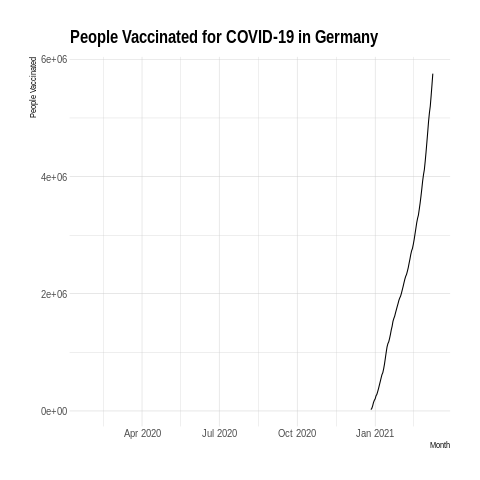 People Vaccinated for COVID-19 in Germany
People Vaccinated
6e+06
4e+06
2e+06
0e+00
Apr 2020 Jul 2020 Oct 2020 Jan 2021
Month